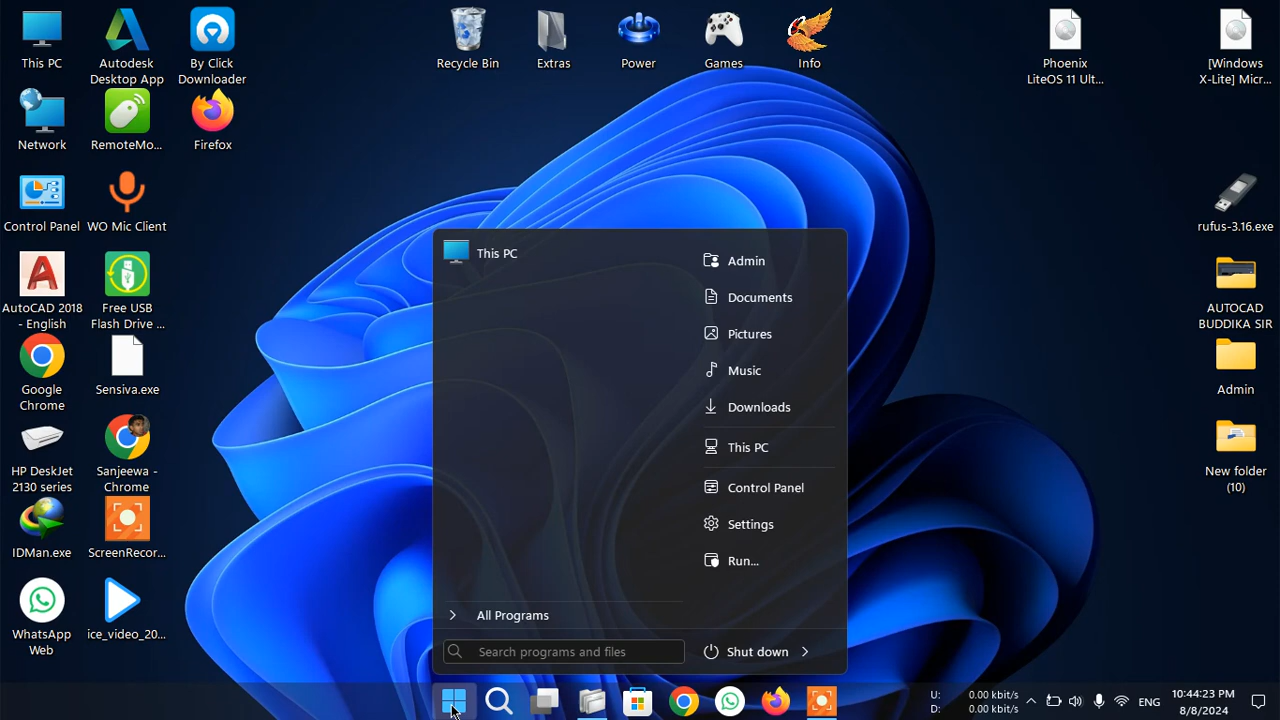 This PC
Autodesk
Desktop App
By Click
Downloader
Recycle Bin
Extras
Power
Games
Info
Phoenix
LiteOS 11 Ult...
[Windows
X-Lite] Micr...
Network
RemoteMo...
Firefox
Control Panel
WO Mic Client
rufus-3.16.exe
AutoCAD 2018
- English
Free USB
Flash Drive ...
AUTOCAD
BUDDIKA SIR
Google
Chrome
Sensiva.exe
Admin
HP DeskJet
2130 series
Sanjeewa -
Chrome
New folder
(10)
IDMan.exe
ScreenRecor...
WhatsApp
Web
ice_video_20...
This PC
Admin
Documents
Pictures
Music
Downloads
This PC
Control Panel
Settings
Run...
All Programs
Search programs and files
Shut down
U: 0.00 kbit/s
D: 0.00 kbit/s
ENG
10:44:23 PM
8/8/2024